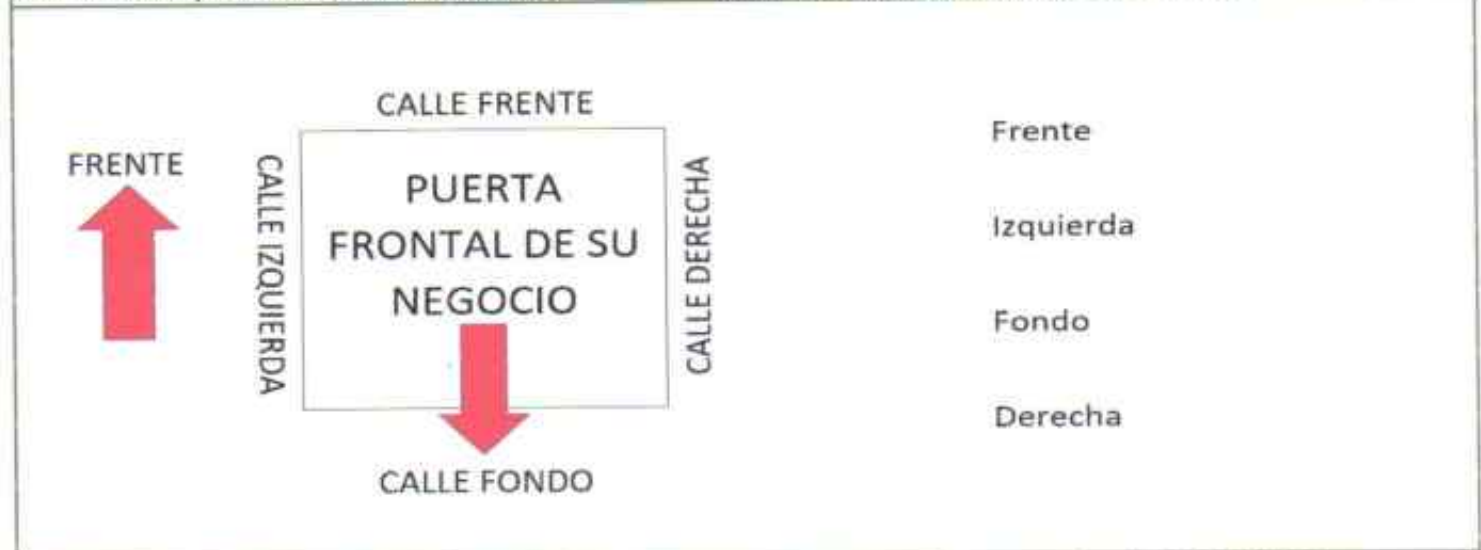 CALLE FRENTE
FRENTE
CALLE IZQUIERDA
PUERTA
FRONTAL DE SU
NEGOCIO
CALLE DERECHA
CALLE FONDO
Frente
Izquierda
Fondo
Derecha